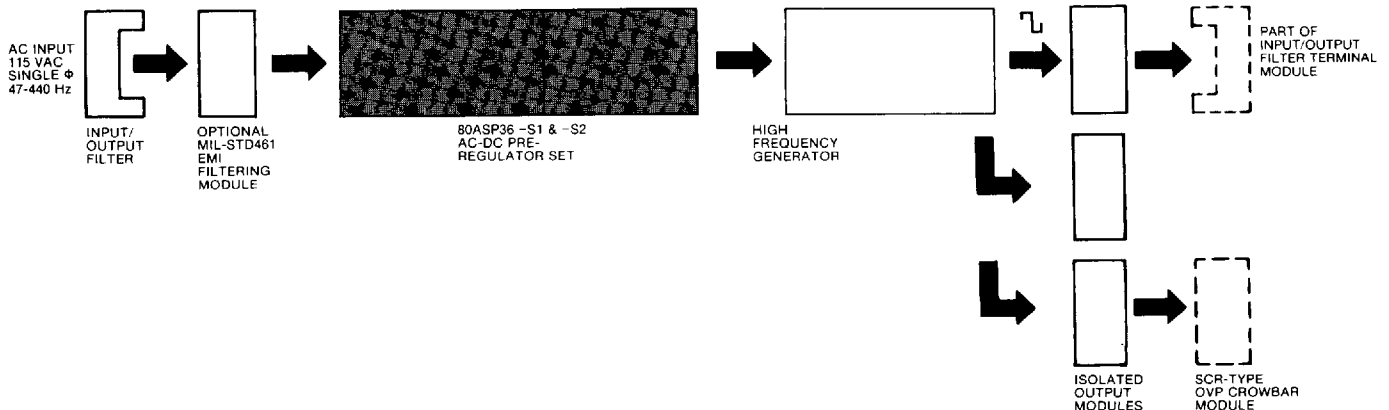 AC INPUT
115 VAC
SINGLE Φ
47-440 Hz
INPUT/
OUTPUT
FILTER
OPTIONAL
MIL-STD461
EMI
FILTERING
MODULE
80ASP36 -S1 & -S2
AC-DC PRE-
REGULATOR SET
HIGH
FREQUENCY
GENERATOR
PART OF
INPUT/OUTPUT
FILTER TERMINAL
MODULE
ISOLATED
OUTPUT
MODULES
SCR-TYPE
OVP CROWBAR
MODULE